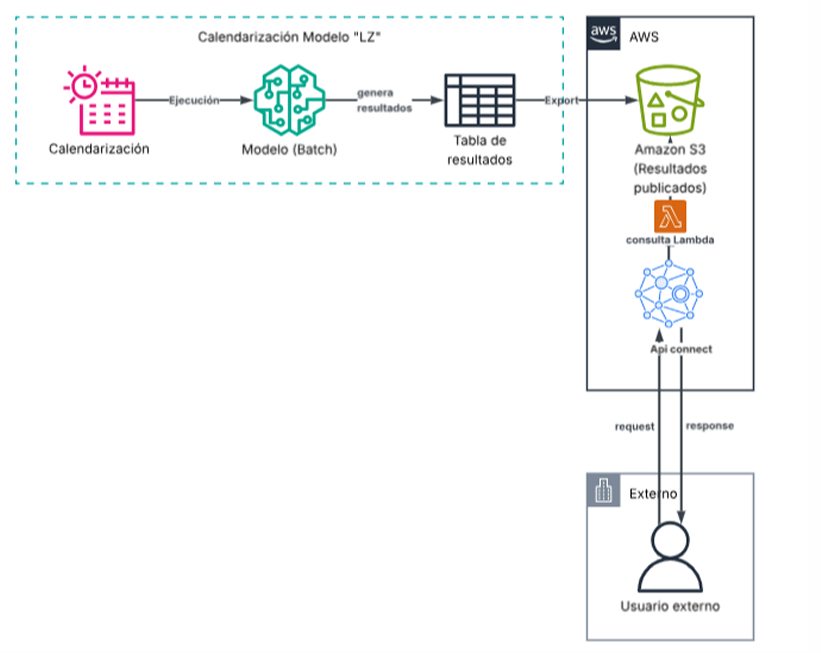 Calendarización Modelo "LZ"
aws
AWS
Ejecución
genera
resultados
Export
Calendarización
Modelo (Batch)
Tabla de
resultados
Amazon S3
(Resultados
publicados)
consulta Lambda
Api connect
request
response
Externo
Usuario externo